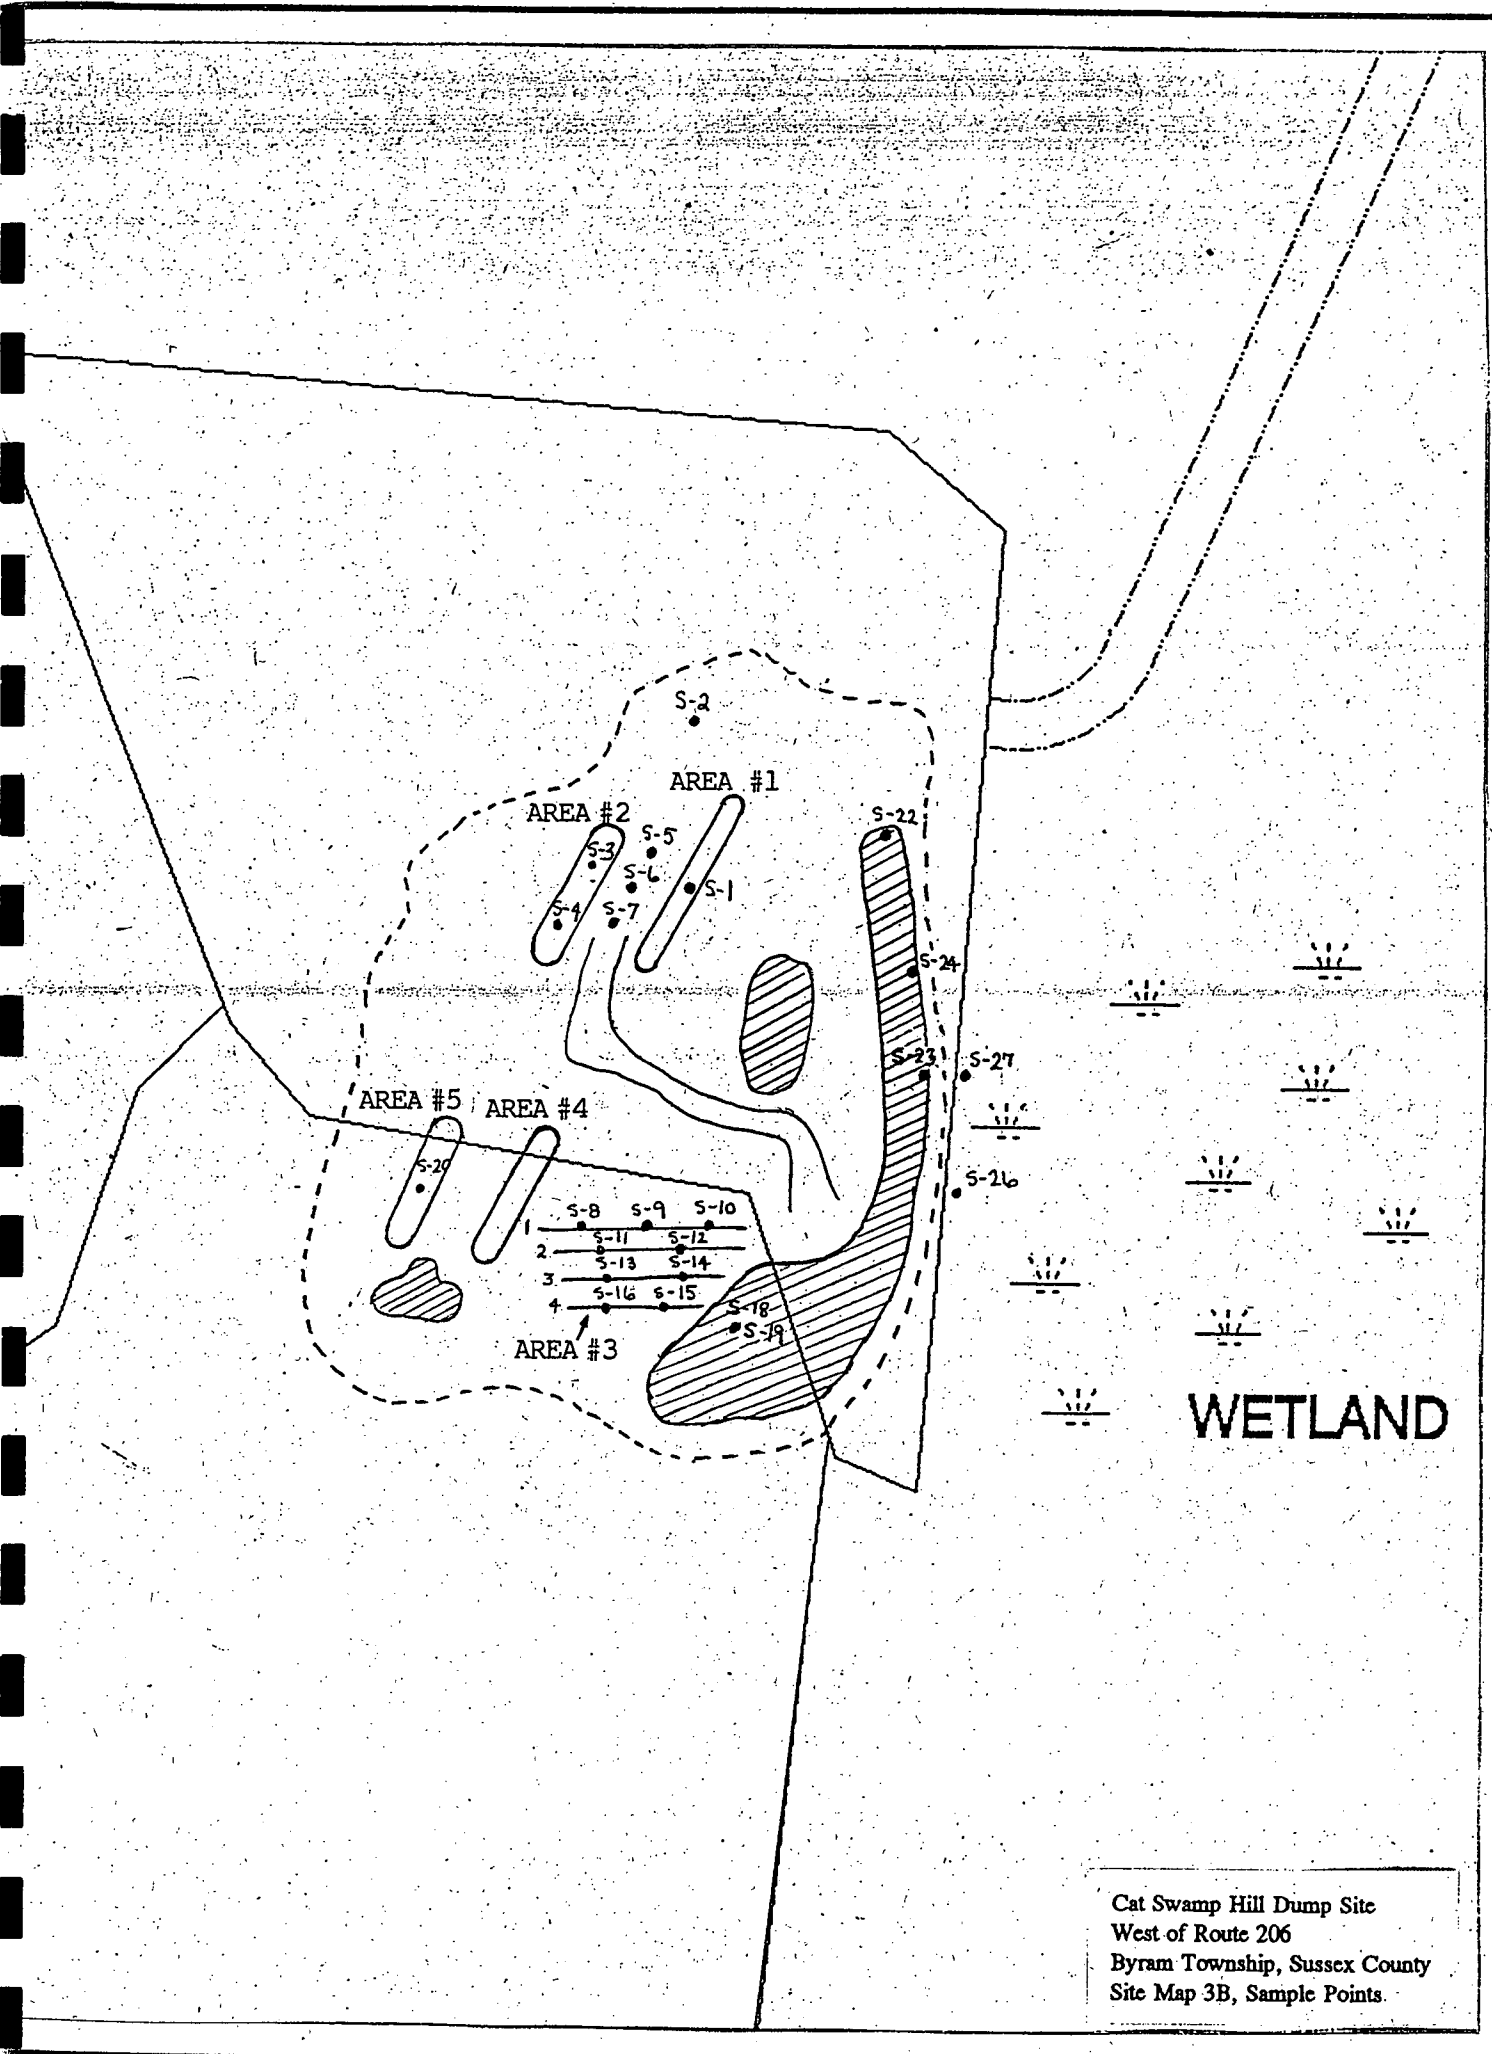 S-2
AREA #1
AREA #2
S-22
S-5
S-3
S-6
S-1
S-4
S-7
S-24
S-23
S-27
AREA #5
AREA #4
S-20
S-26
S-8
S-9
S-10
1
S-11
S-12
2
S-13
S-14
3
S-16
S-15
4
S-18
S-19
AREA #3
WETLAND
Cat Swamp Hill Dump Site
West of Route 206
Byram Township, Sussex County
Site Map 3B, Sample Points